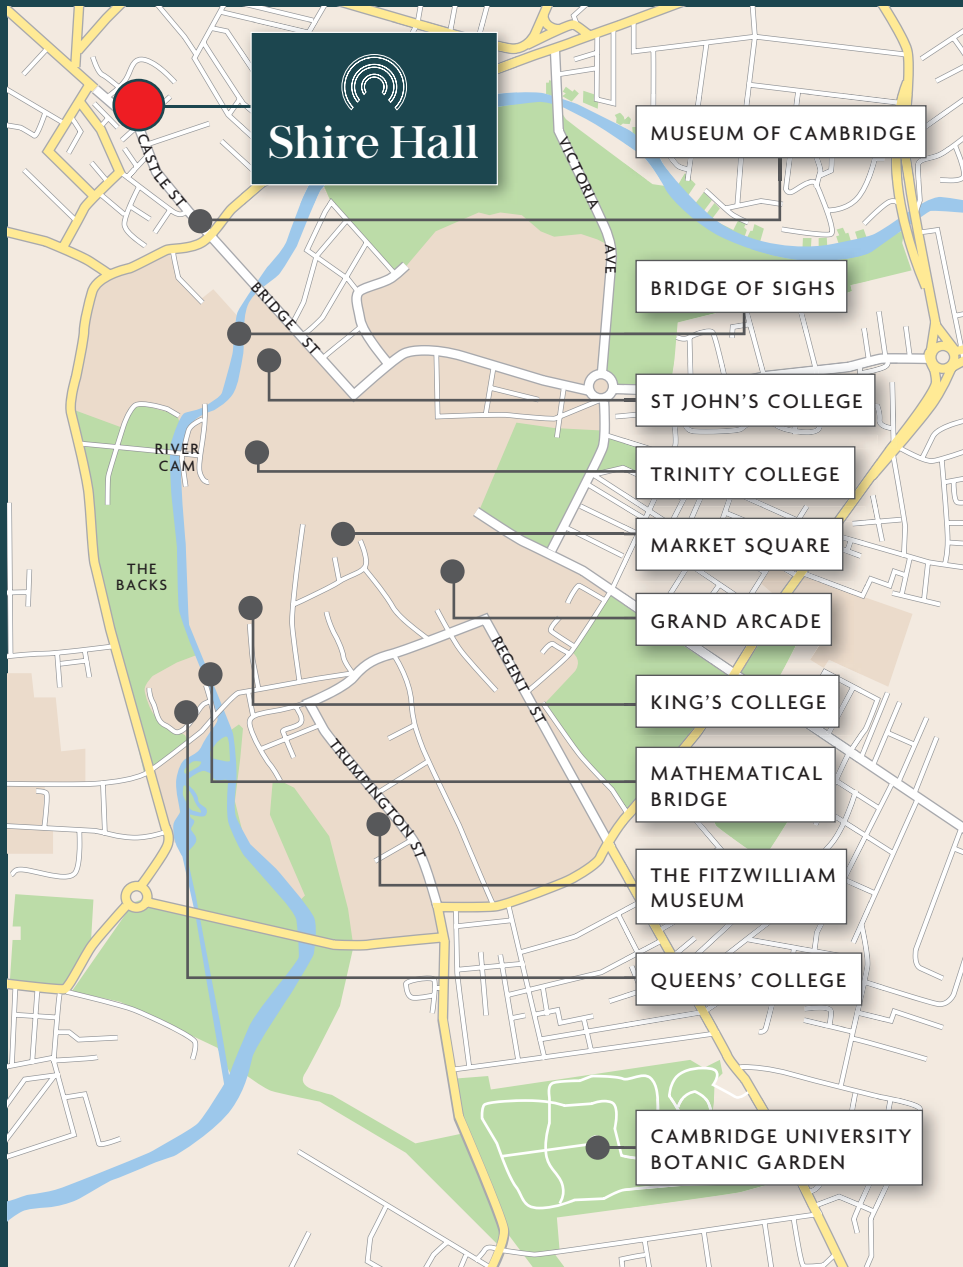 Shire Hall
CASTLE ST
VICTORIA AVE
MUSEUM OF CAMBRIDGE
BRIDGE ST
BRIDGE OF SIGHS
ST JOHN'S COLLEGE
RIVER
CAM
TRINITY COLLEGE
MARKET SQUARE
THE
BACKS
GRAND ARCADE
REGENT ST
KING'S COLLEGE
TRUMPINGTON ST
MATHEMATICAL
BRIDGE
THE FITZWILLIAM
MUSEUM
QUEENS' COLLEGE
CAMBRIDGE UNIVERSITY
BOTANIC GARDEN